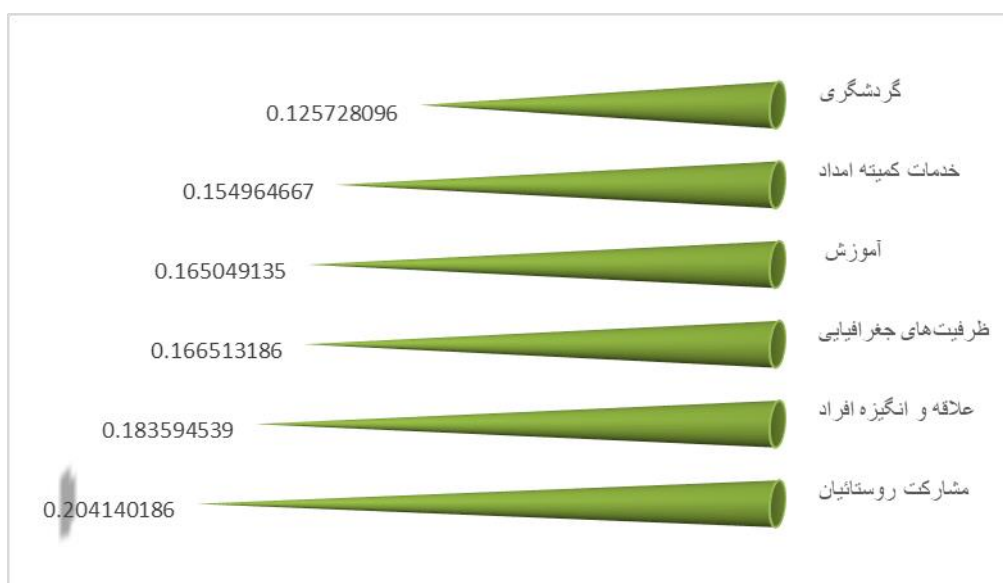 گردشگری
0.125728096
خدمات کمیته امداد
0.154964667
آموزش
0.165049135
ظرفیت‌های جغرافیایی
0.166513186
علاقه و انگیزه افراد
0.183594539
مشارکت روستائیان
0.204140186